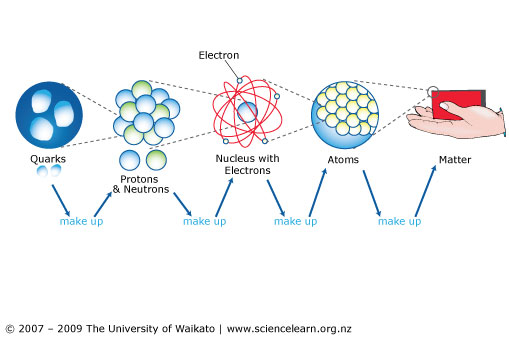 Electron
Quarks
Protons
& Neutrons
Nucleus with
Electrons
Atoms
Matter
make up
make up
make up
make up
© 2007 – 2009 The University of Waikato | www.sciencelearn.org.nz